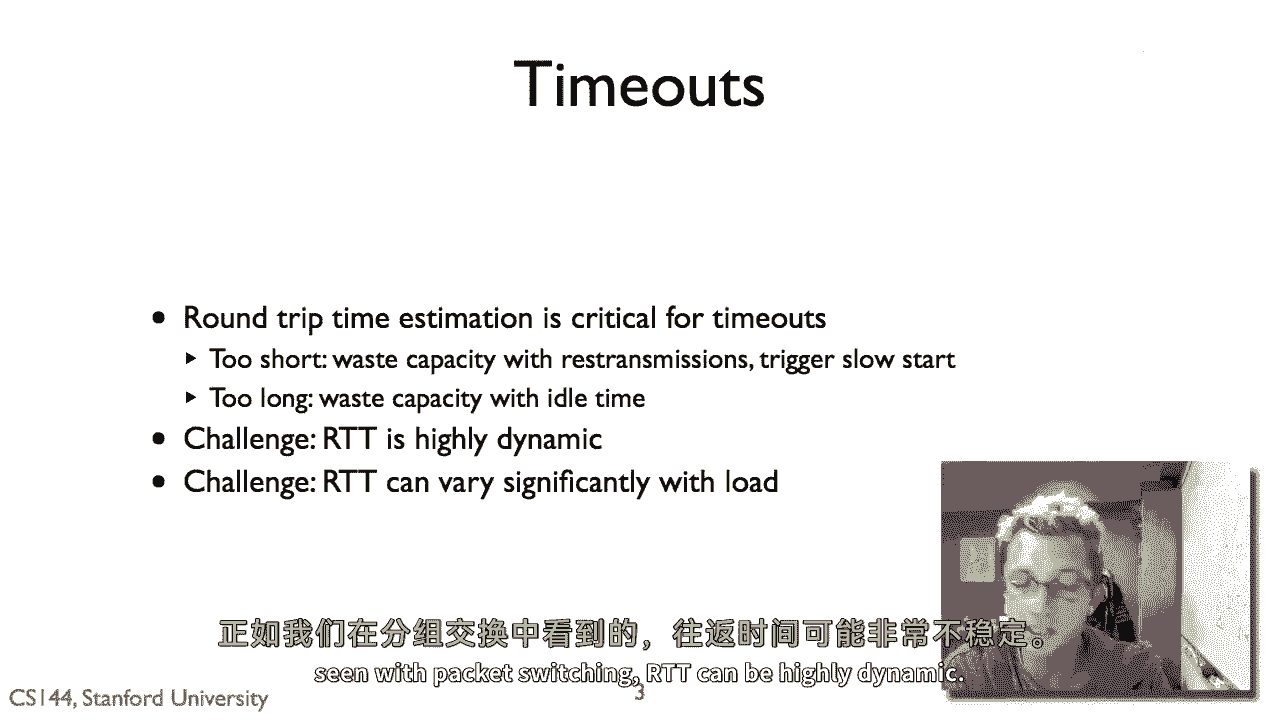 Timeouts
• Round trip time estimation is critical for timeouts
▸ Too short: waste capacity with restransmissions, trigger slow start
▸ Too long: waste capacity with idle time
• Challenge: RTT is highly dynamic
• Challenge: RTT can vary significantly with load
正如我们在分组交换中看到的，往返时间可能非常不稳定。
seen with packet switching, RTT can be highly dynamic.
CS144, Stanford University
3